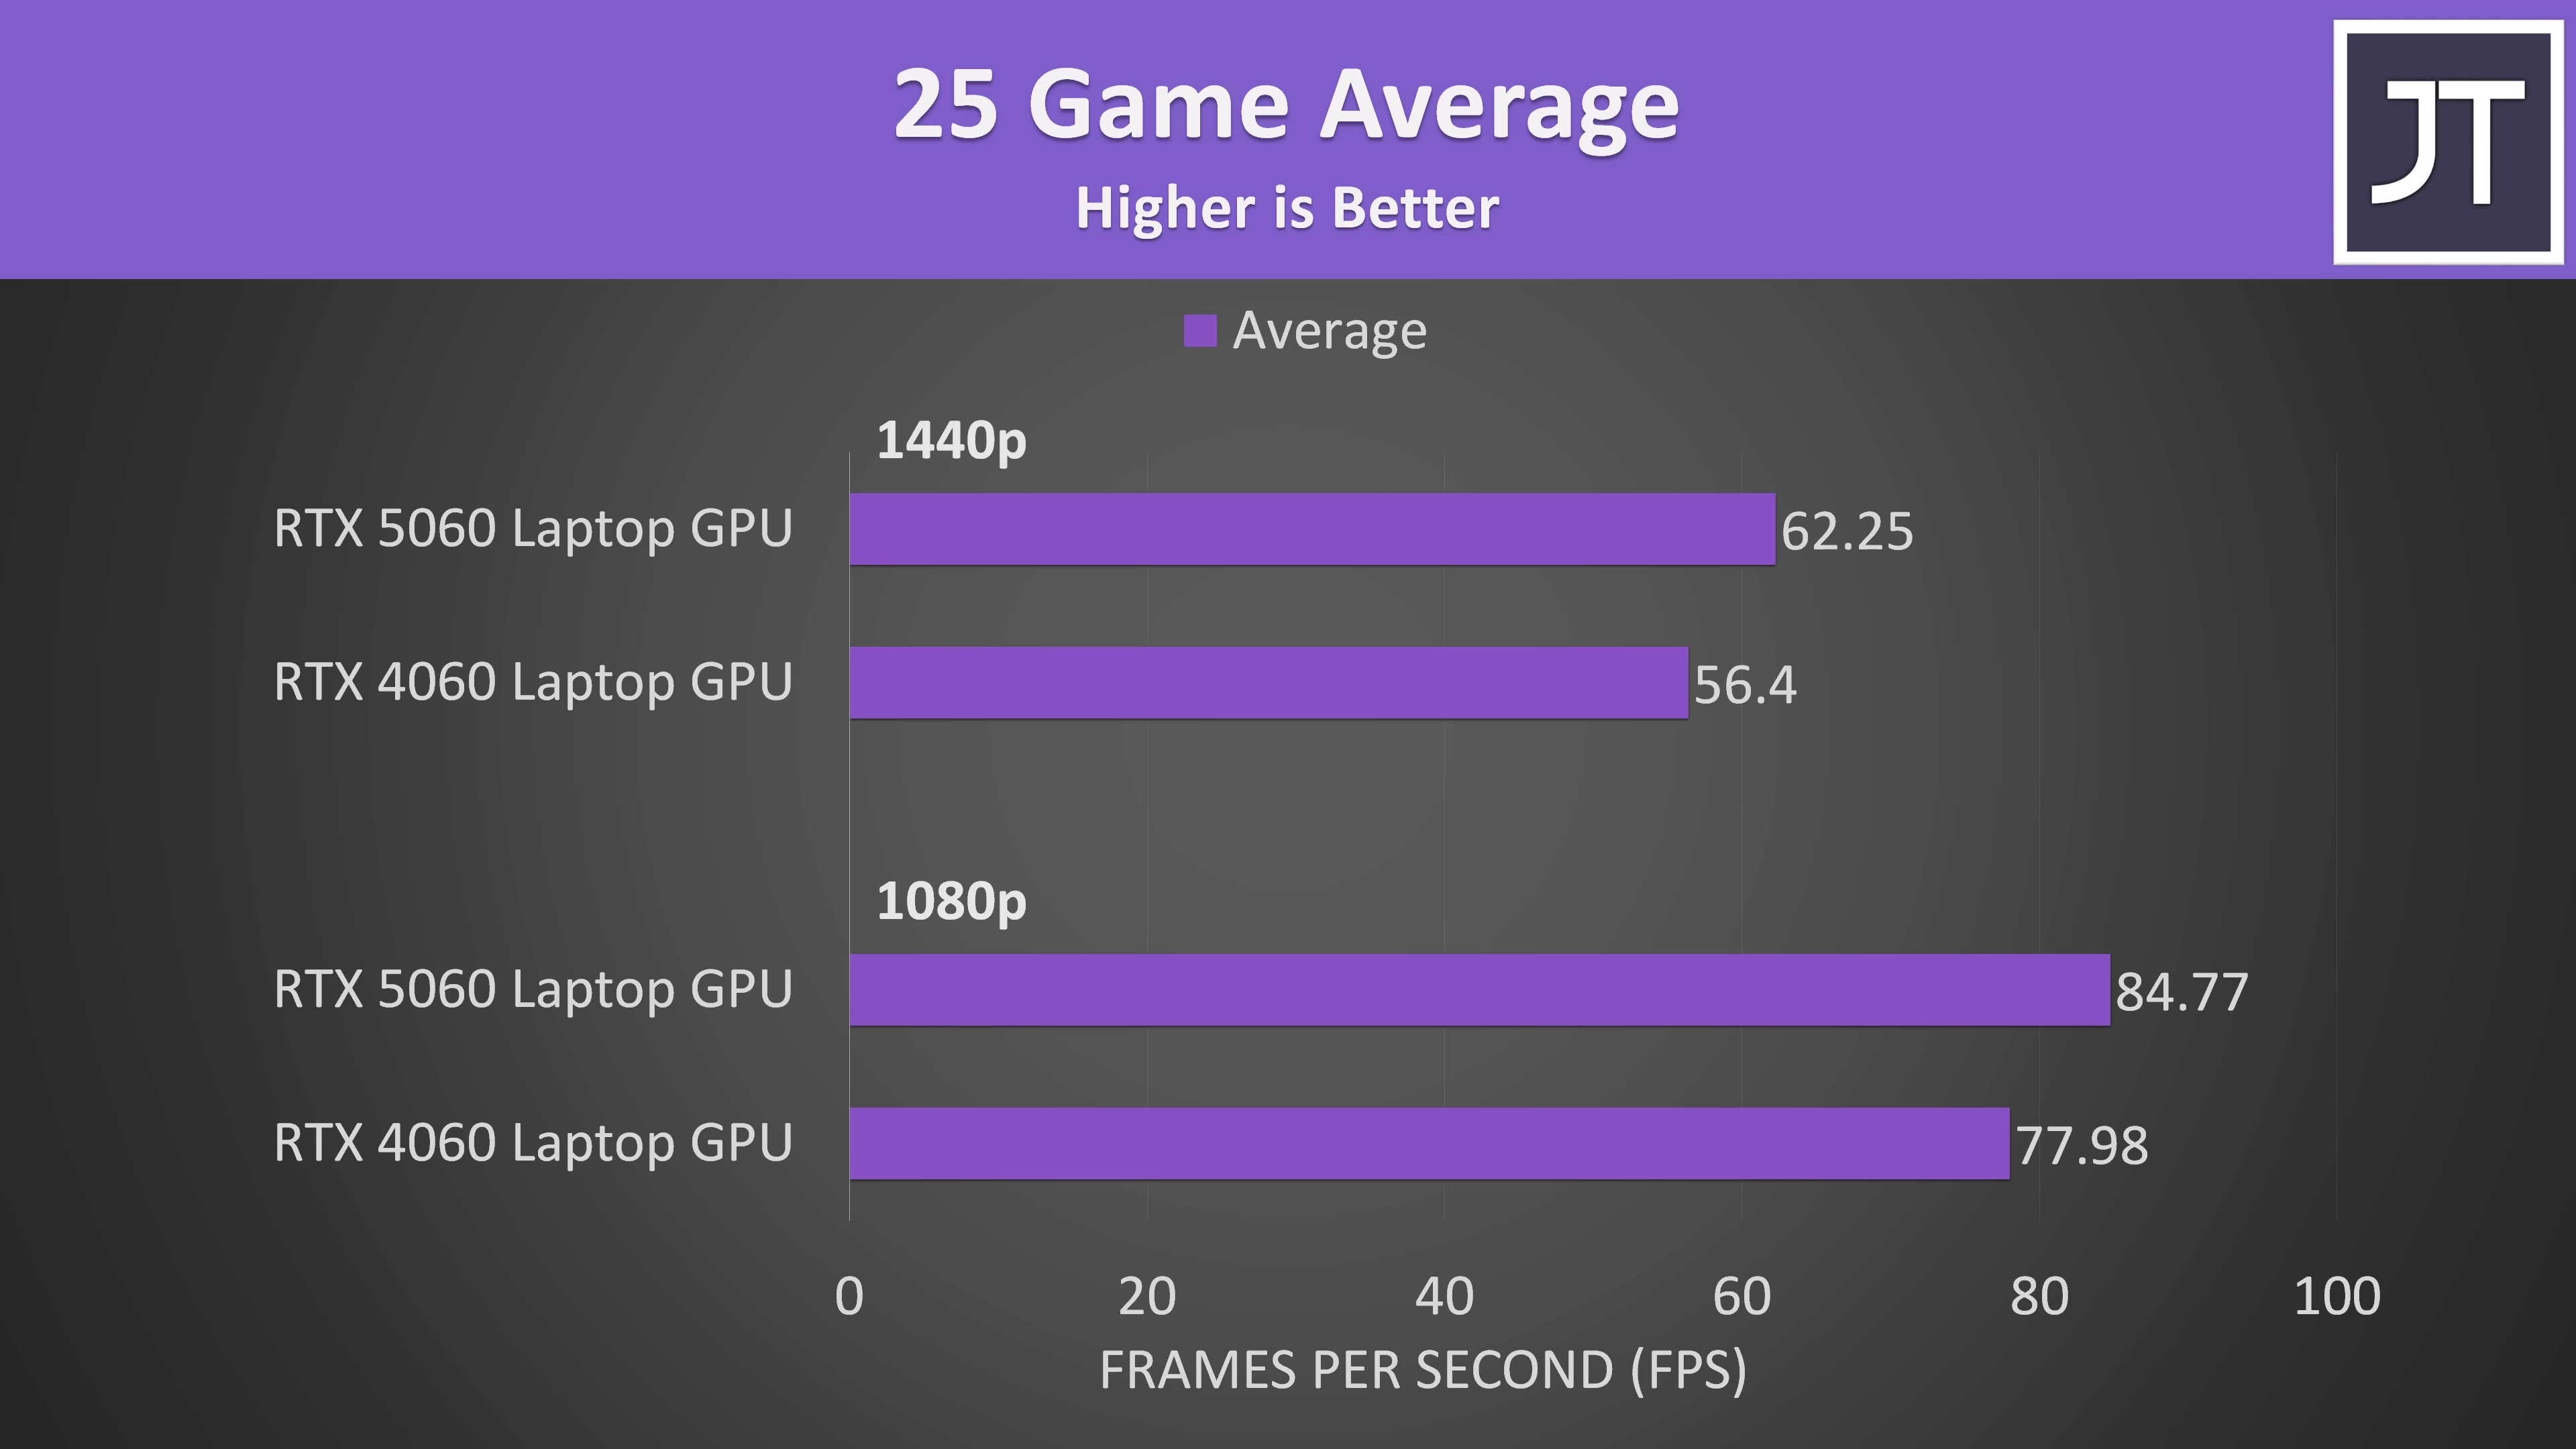 25 Game Average
Higher is Better
JT
Average
1440p
RTX 5060 Laptop GPU 62.25
RTX 4060 Laptop GPU 56.4
1080p
RTX 5060 Laptop GPU 84.77
RTX 4060 Laptop GPU 77.98
0 20 40 60 80 100
FRAMES PER SECOND (FPS)